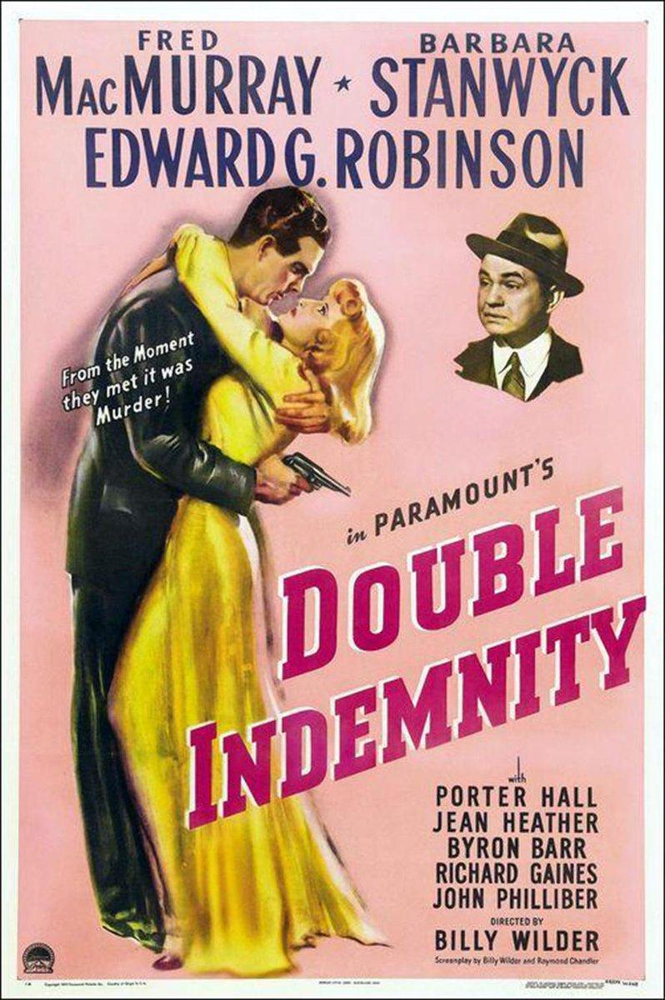 FRED
MACMURRAY ★
BARBARA
STANWYCK
EDWARD G. ROBINSON
From the Moment
they met it was
Murder!
in PARAMOUNT'S
DOUBLE
INDEMNITY
with
PORTER HALL
JEAN HEATHER
BYRON BARR
RICHARD GAINES
JOHN PHILLIBER
DIRECTED BY
BILLY WILDER
Screenplay by Billy Wilder and Raymond Chandler